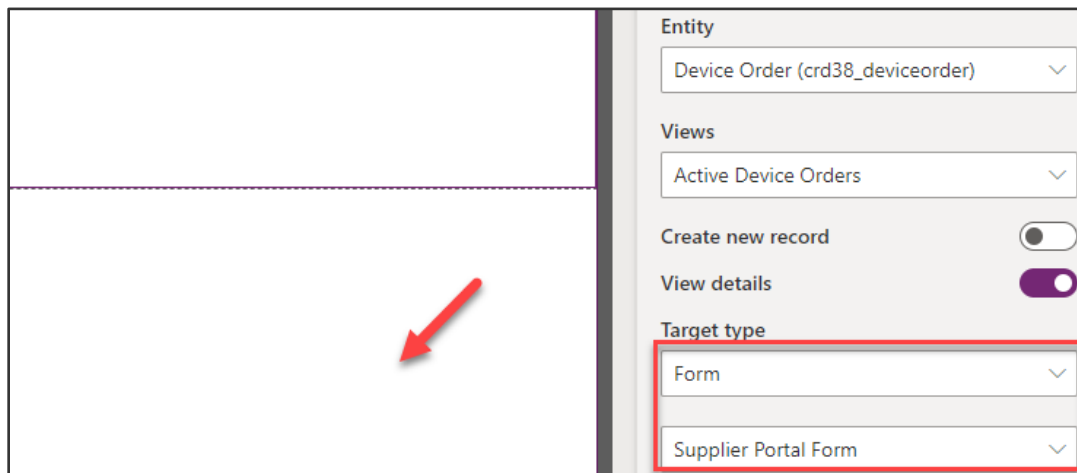 Entity
Device Order (crd38_deviceorder)
Views
Active Device Orders
Create new record
View details
Target type
Form
Supplier Portal Form